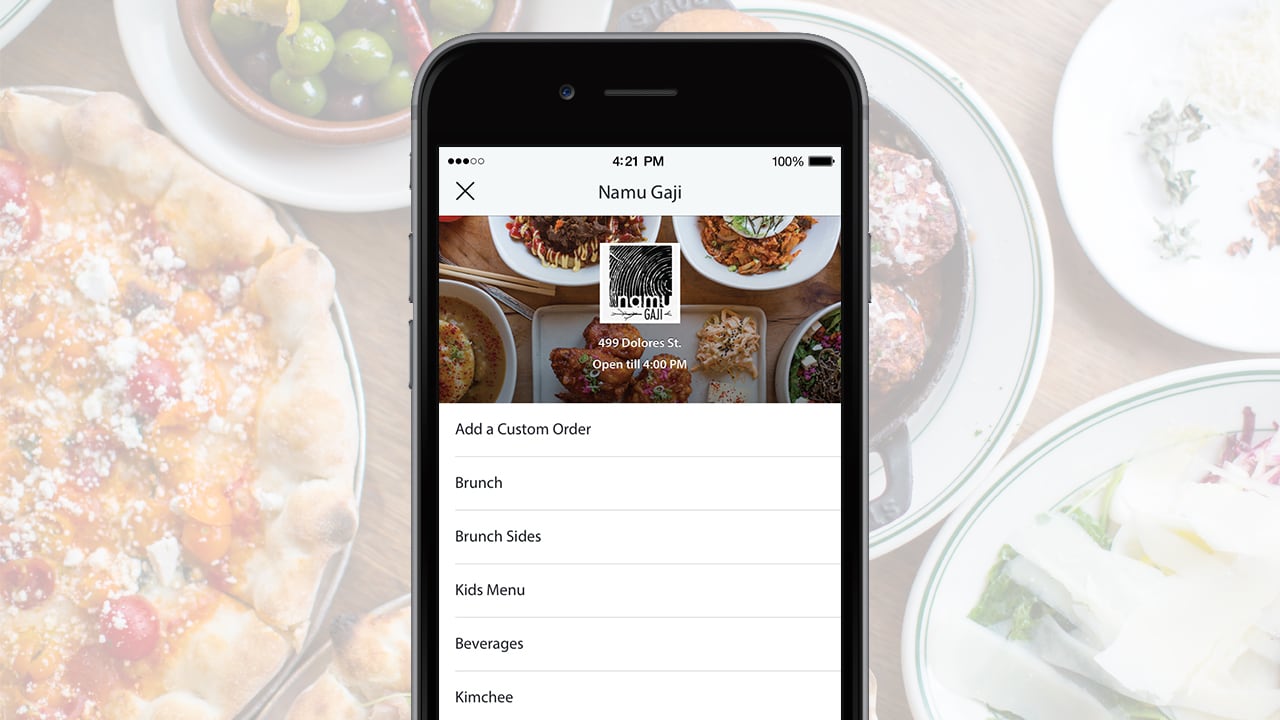 STAUB
4:21 PM
100%
Namu Gaji
namu
GAJI
499 Dolores St.
Open till 4:00 PM
Add a Custom Order
Brunch
Brunch Sides
Kids Menu
Beverages
Kimchee